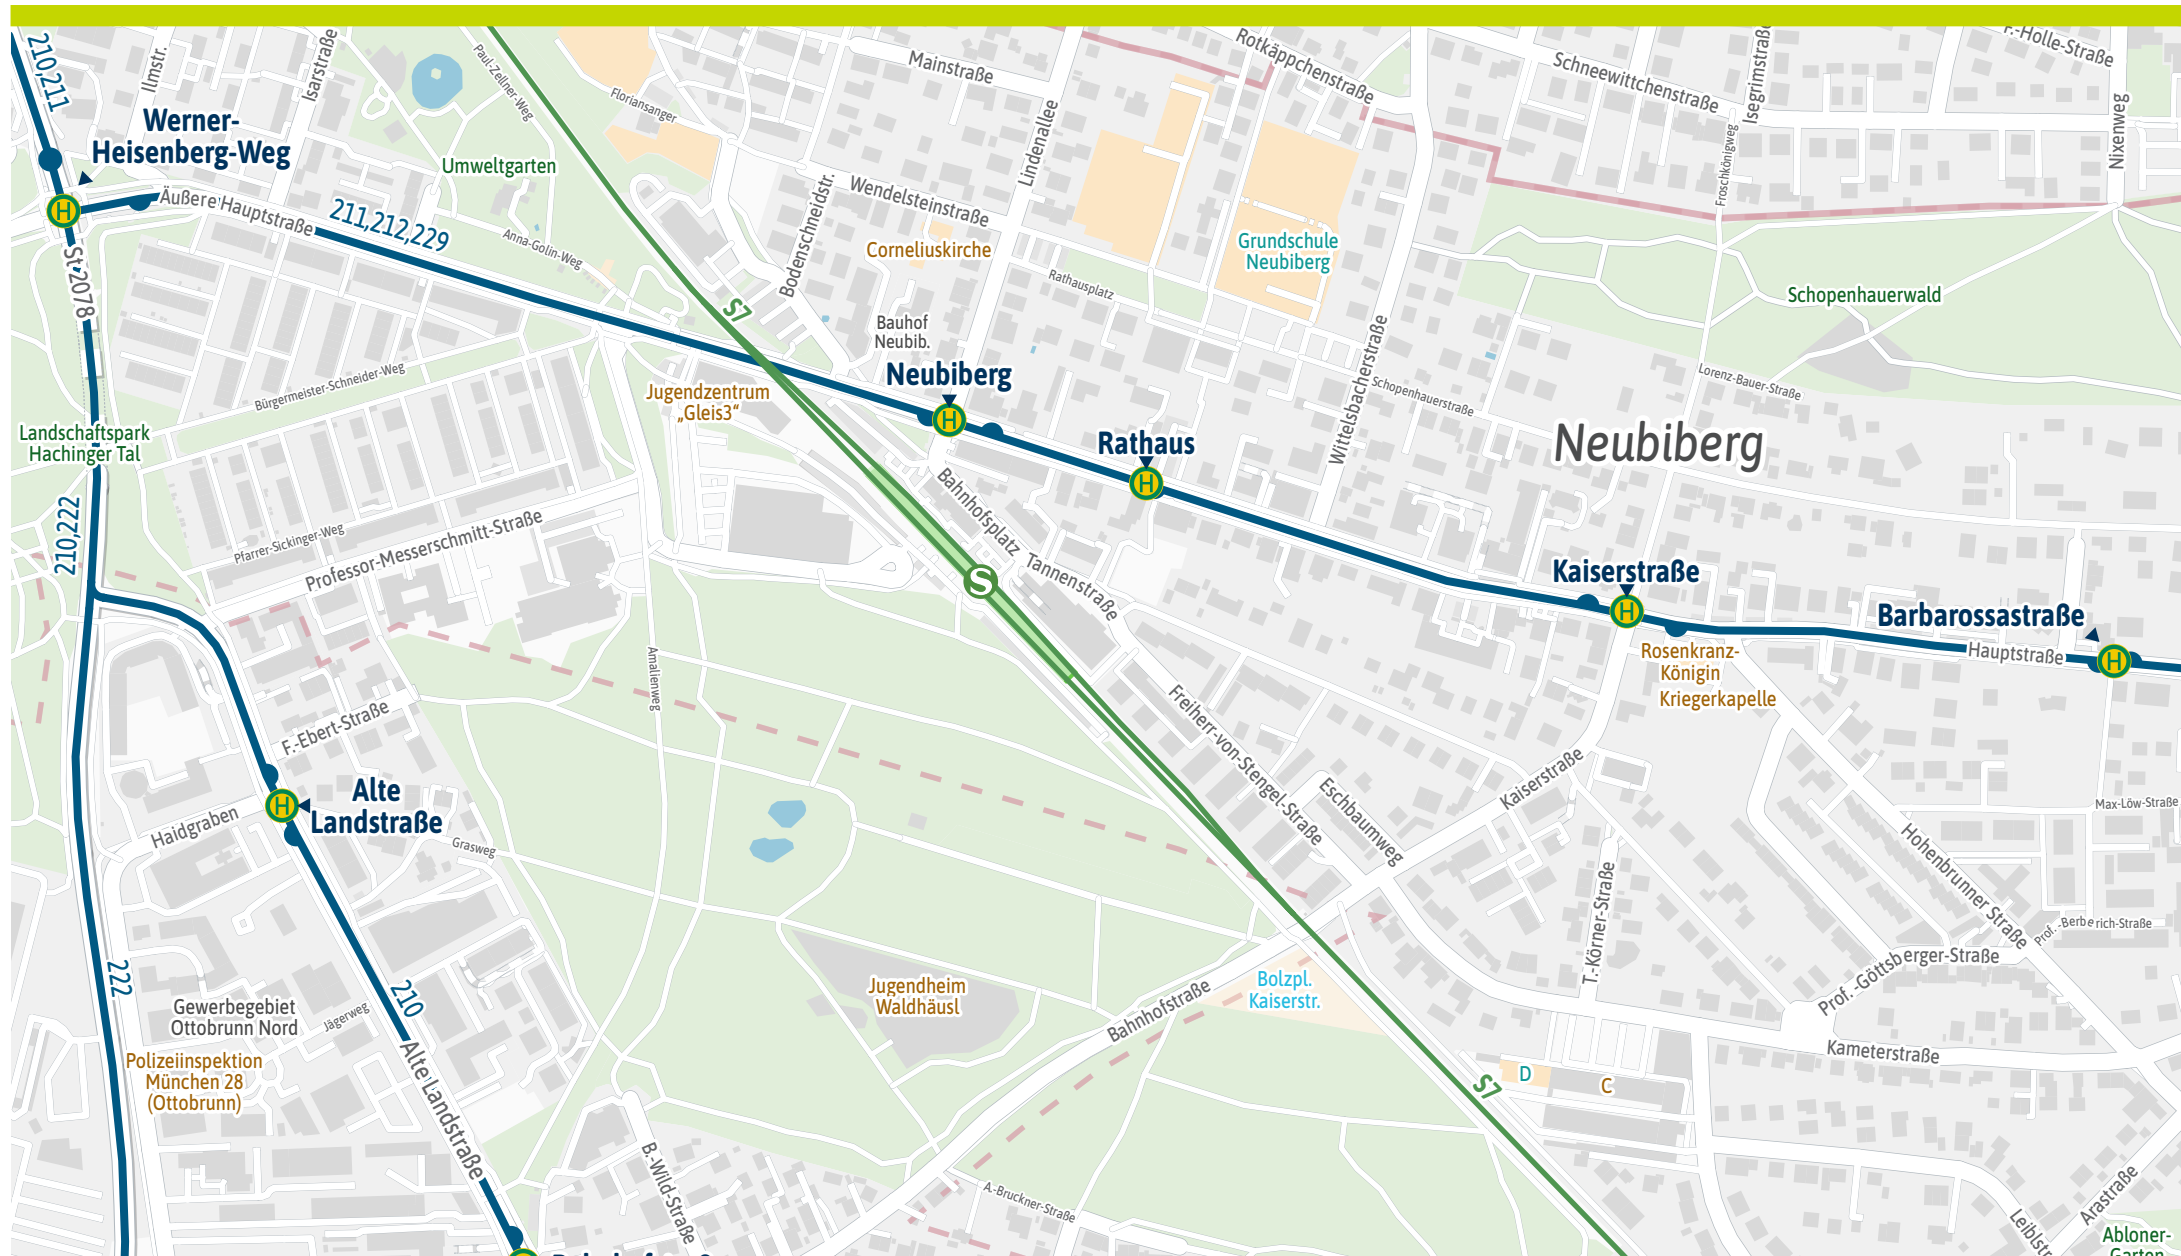 210,211
Ilmstr.
Isarstraße
Paul-Zellner-Weg
Floriansanger
Mainstraße
Rotkäppchenstraße
Schneewittchenstraße
Isegrimstraße
F.-Holle-Straße
Nixenweg
Froschkönigweg
Werner-
Heisenberg-Weg
H
Umweltgarten
Lindenallee
Bodenschneidstr.
Wendelsteinstraße
Äußere Hauptstraße
211,212,229
Anna-Golin-Weg
St 2078
Corneliuskirche
Grundschule
Neubiberg
Rathausplatz
Schopenhauerwald
S7
Bauhof
Neubib.
Wittelsbacherstraße
Schopenhauerstraße
Lorenz-Bauer-Straße
Bürgermeister-Schneider-Weg
Jugendzentrum
„Gleis3“
Neubiberg
H
Rathaus
H
Neubiberg
Landschaftspark
Hachinger Tal
210,222
Pfarrer-Sickinger-Weg
Professor-Messerschmitt-Straße
Bahnhofsplatz
Tannenstraße
S
Kaiserstraße
H
Barbarossastraße
H
Hauptstraße
Rosenkranz-
Königin
Kriegerkapelle
Amalienweg
F.-Ebert-Straße
Freiherr-von-Stengel-Straße
Eschbaumweg
Kaiserstraße
Alte
Landstraße
H
Haidgraben
Grasweg
Max-Löw-Straße
Hohenbrunner Straße
T.-Körner-Straße
Prof.-Berberich-Straße
Prof.-Göttsberger-Straße
222
210
Gewerbegebiet
Ottobrunn Nord
Jägerweg
Jugendheim
Waldhäusl
Bahnhofstraße
Bolzpl.
Kaiserstr.
Kameterstraße
Polizeiinspektion
München 28
(Ottobrunn)
Alte Landstraße
S7
D
C
B.-Wild-Straße
A.-Bruckner-Straße
Arastraße
Leiblstr.
Abloner-
Garten